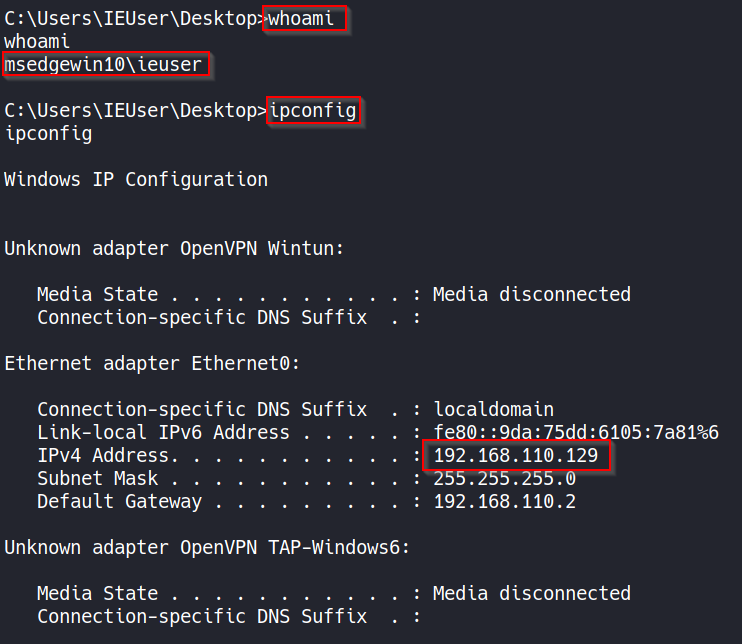 C:\Users\IEUser\Desktop>whoami
whoami
msedgewin10\ieuser
C:\Users\IEUser\Desktop>ipconfig
ipconfig
Windows IP Configuration
Unknown adapter OpenVPN Wintun:
   Media State . . . . . . . . . . . : Media disconnected
   Connection-specific DNS Suffix  . :
Ethernet adapter Ethernet0:
   Connection-specific DNS Suffix  . : localdomain
   Link-local IPv6 Address . . . . . : fe80::9da:75dd:6105:7a81%6
   IPv4 Address. . . . . . . . . . . : 192.168.110.129
   Subnet Mask . . . . . . . . . . . : 255.255.255.0
   Default Gateway . . . . . . . . . : 192.168.110.2
Unknown adapter OpenVPN TAP-Windows6:
   Media State . . . . . . . . . . . : Media disconnected
   Connection-specific DNS Suffix  . :